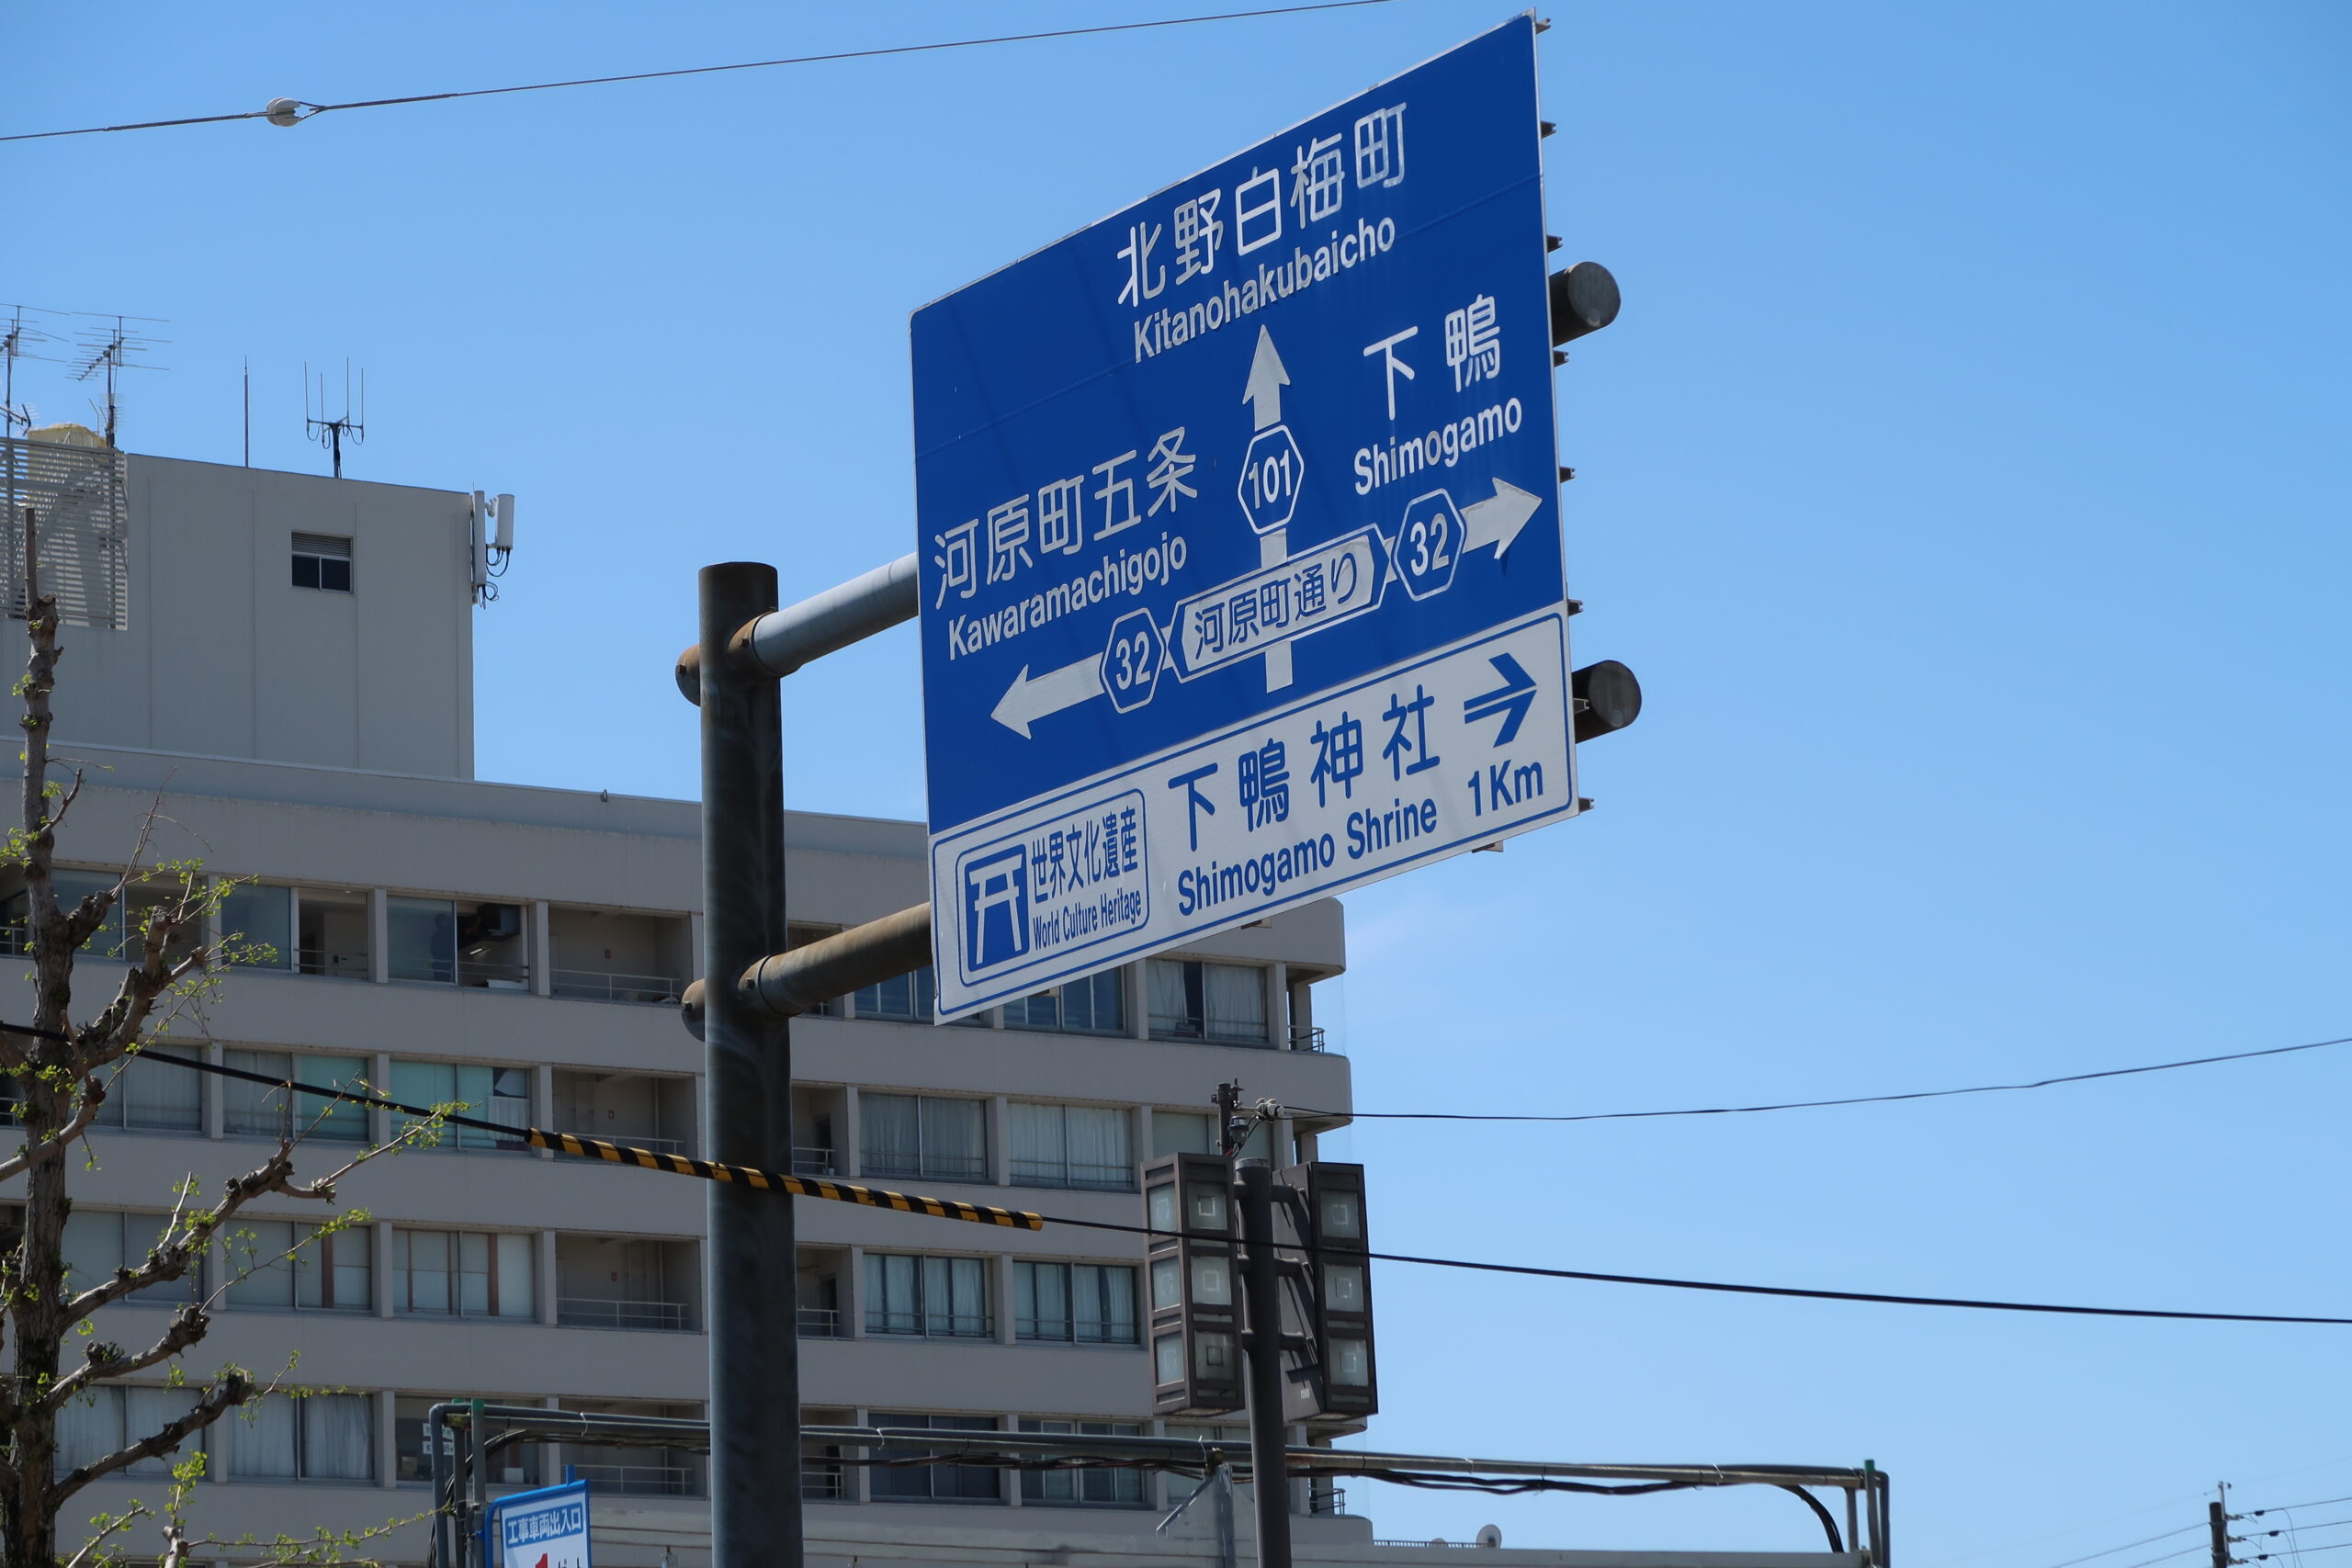 北野白梅町
Kitanohakubaicho
下鴨
Shimogamo
河原町五条
Kawaramachigojo
101
32
河原町通り
32
世界文化遺産
World Culture Heritage
下鴨神社
Shimogamo Shrine 1Km
工事車両出入口